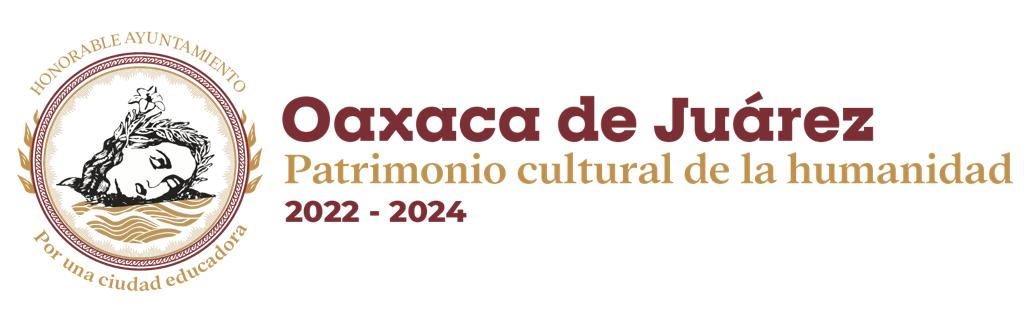 HONORABLE AYUNTAMIENTO
Por una ciudad educadora
Oaxaca de Juárez
Patrimonio cultural de la humanidad
2022 - 2024